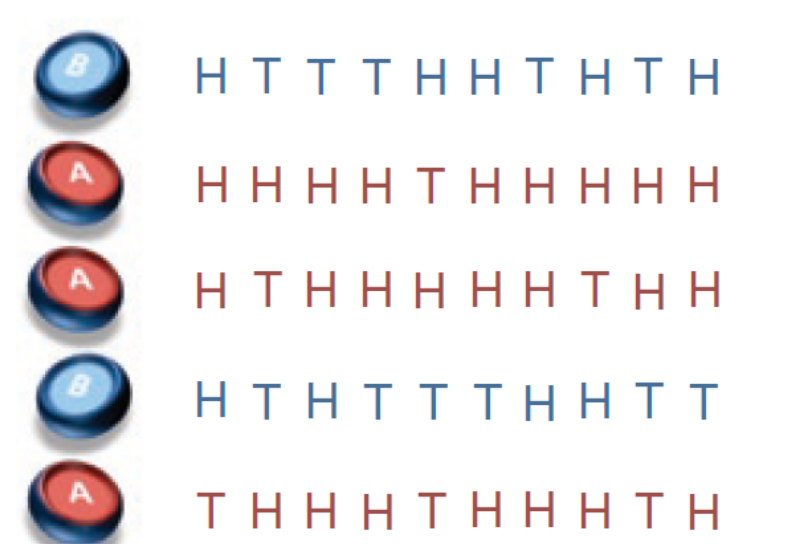 B H T T T H H T H T H
A H H H H T H H H H H
A H T H H H H H T H H
B H T H T T T H H T T
A T H H H T H H H T H